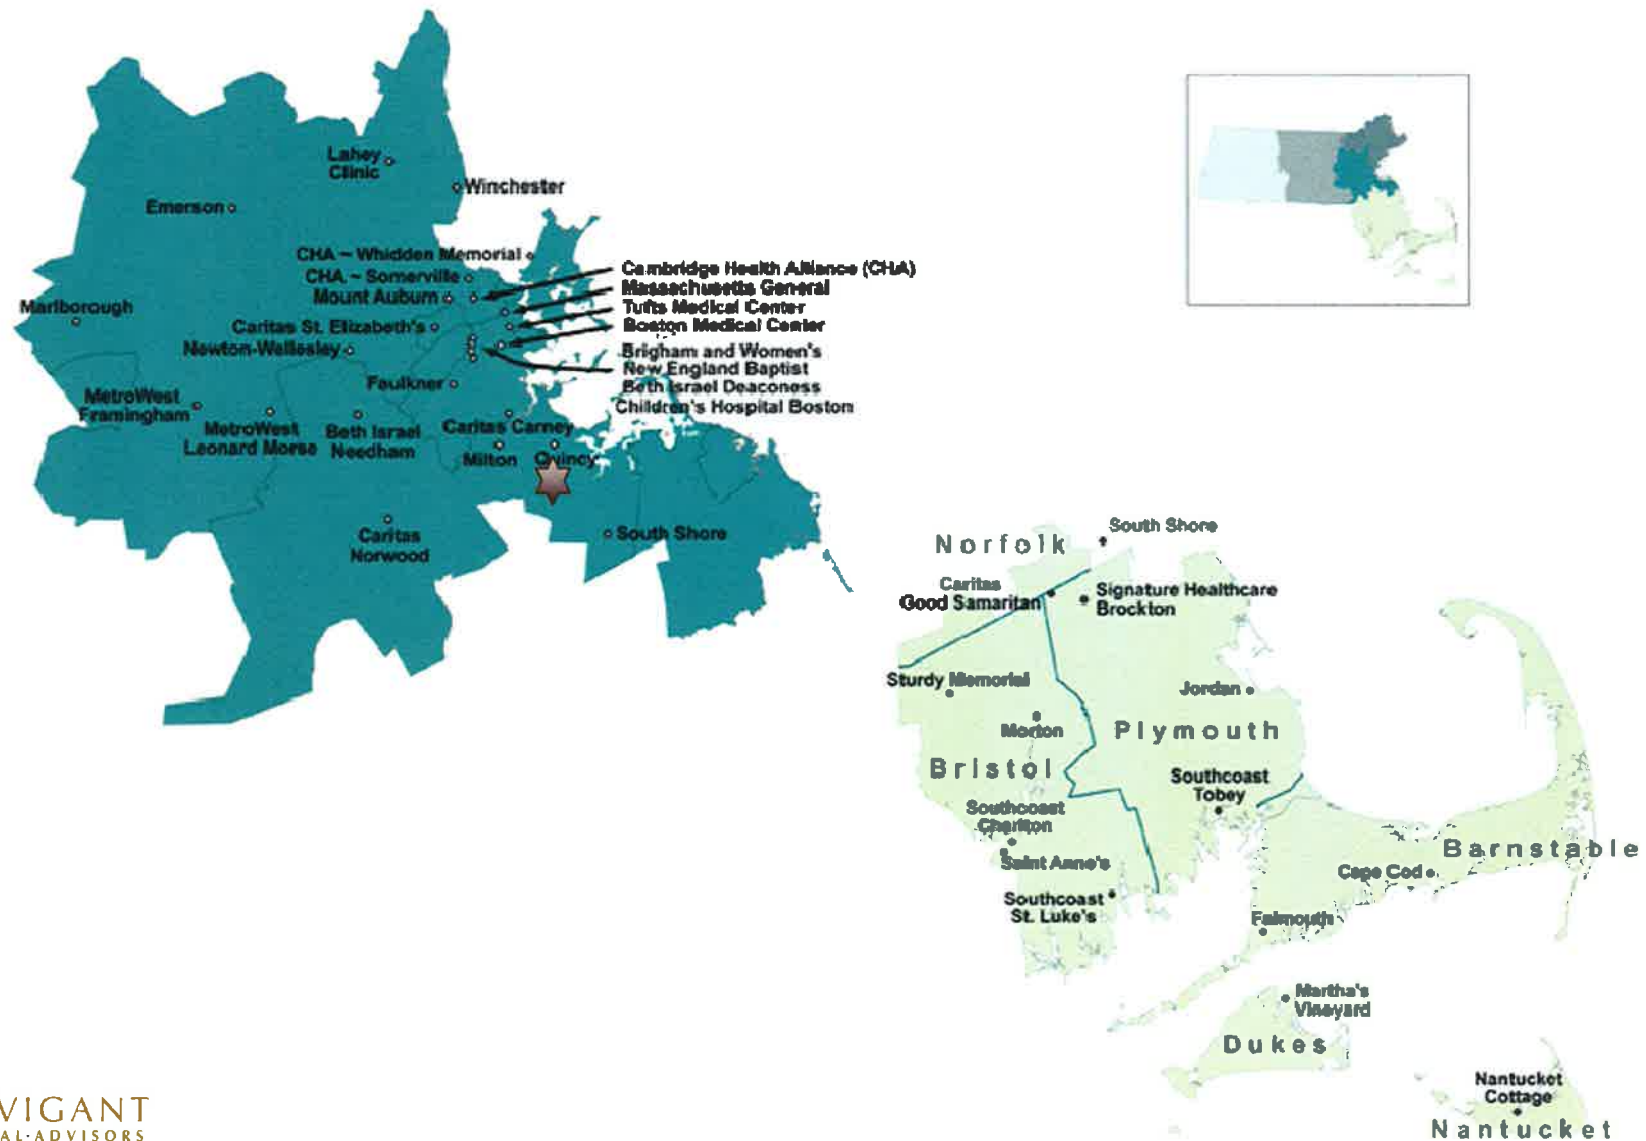 Lahey
Clinic
Winchester
Emerson
CHA ~ Whidden Memorial
CHA ~ Somerville
Mount Auburn
Marlborough
Caritas St. Elizabeth's
Newton-Wellesley
Faulkner
MetroWest
Framingham
MetroWest
Leonard Morse
Beth Israel
Needham
Caritas Carney
Milton
Quincy
Caritas
Norwood
South Shore
Cambridge Health Alliance (CHA)
Massachusetts General
Tufts Medical Center
Boston Medical Center
Brigham and Women's
New England Baptist
Beth Israel Deaconess
Children's Hospital Boston
Norfolk
South Shore
Caritas
Good Samaritan
Signature Healthcare
Brockton
Sturdy Memorial
Jordan
Morton
Plymouth
Bristol
Southcoast
Tobey
Southcoast
Charlton
Saint Anne's
Barnstable
Cape Cod
Southcoast
St. Luke's
Falmouth
Martha's
Vineyard
Dukes
Nantucket
Cottage
Nantucket
VIGANT
AL·ADVISORS